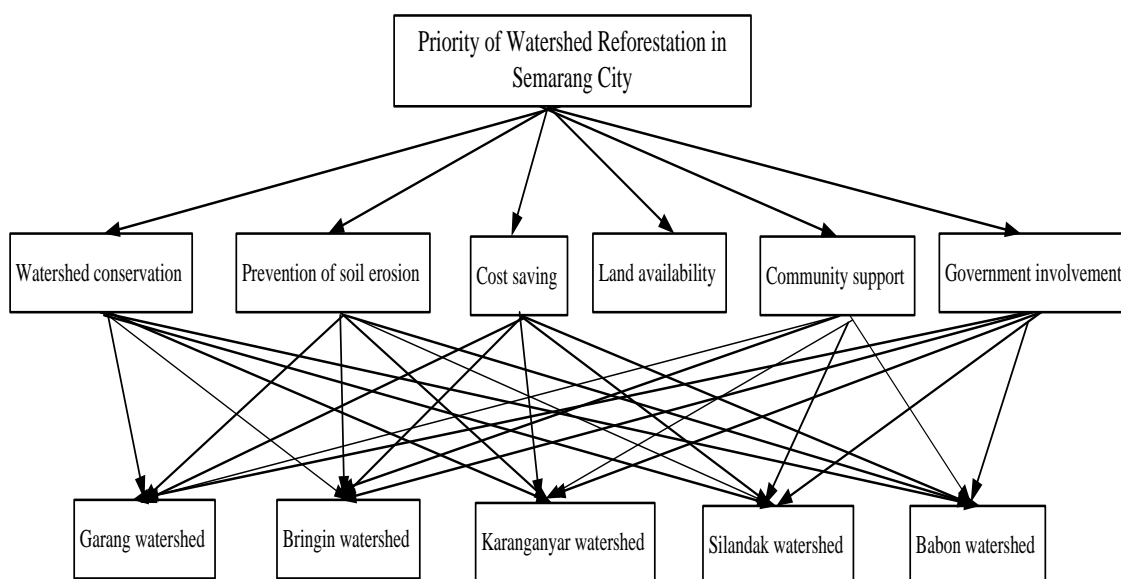 Priority of Watershed Reforestation in
Semarang City
Watershed conservation
Prevention of soil erosion
Cost saving
Land availability
Community support
Government involvement
Garang watershed
Bringin watershed
Karanganyar watershed
Silandak watershed
Babon watershed